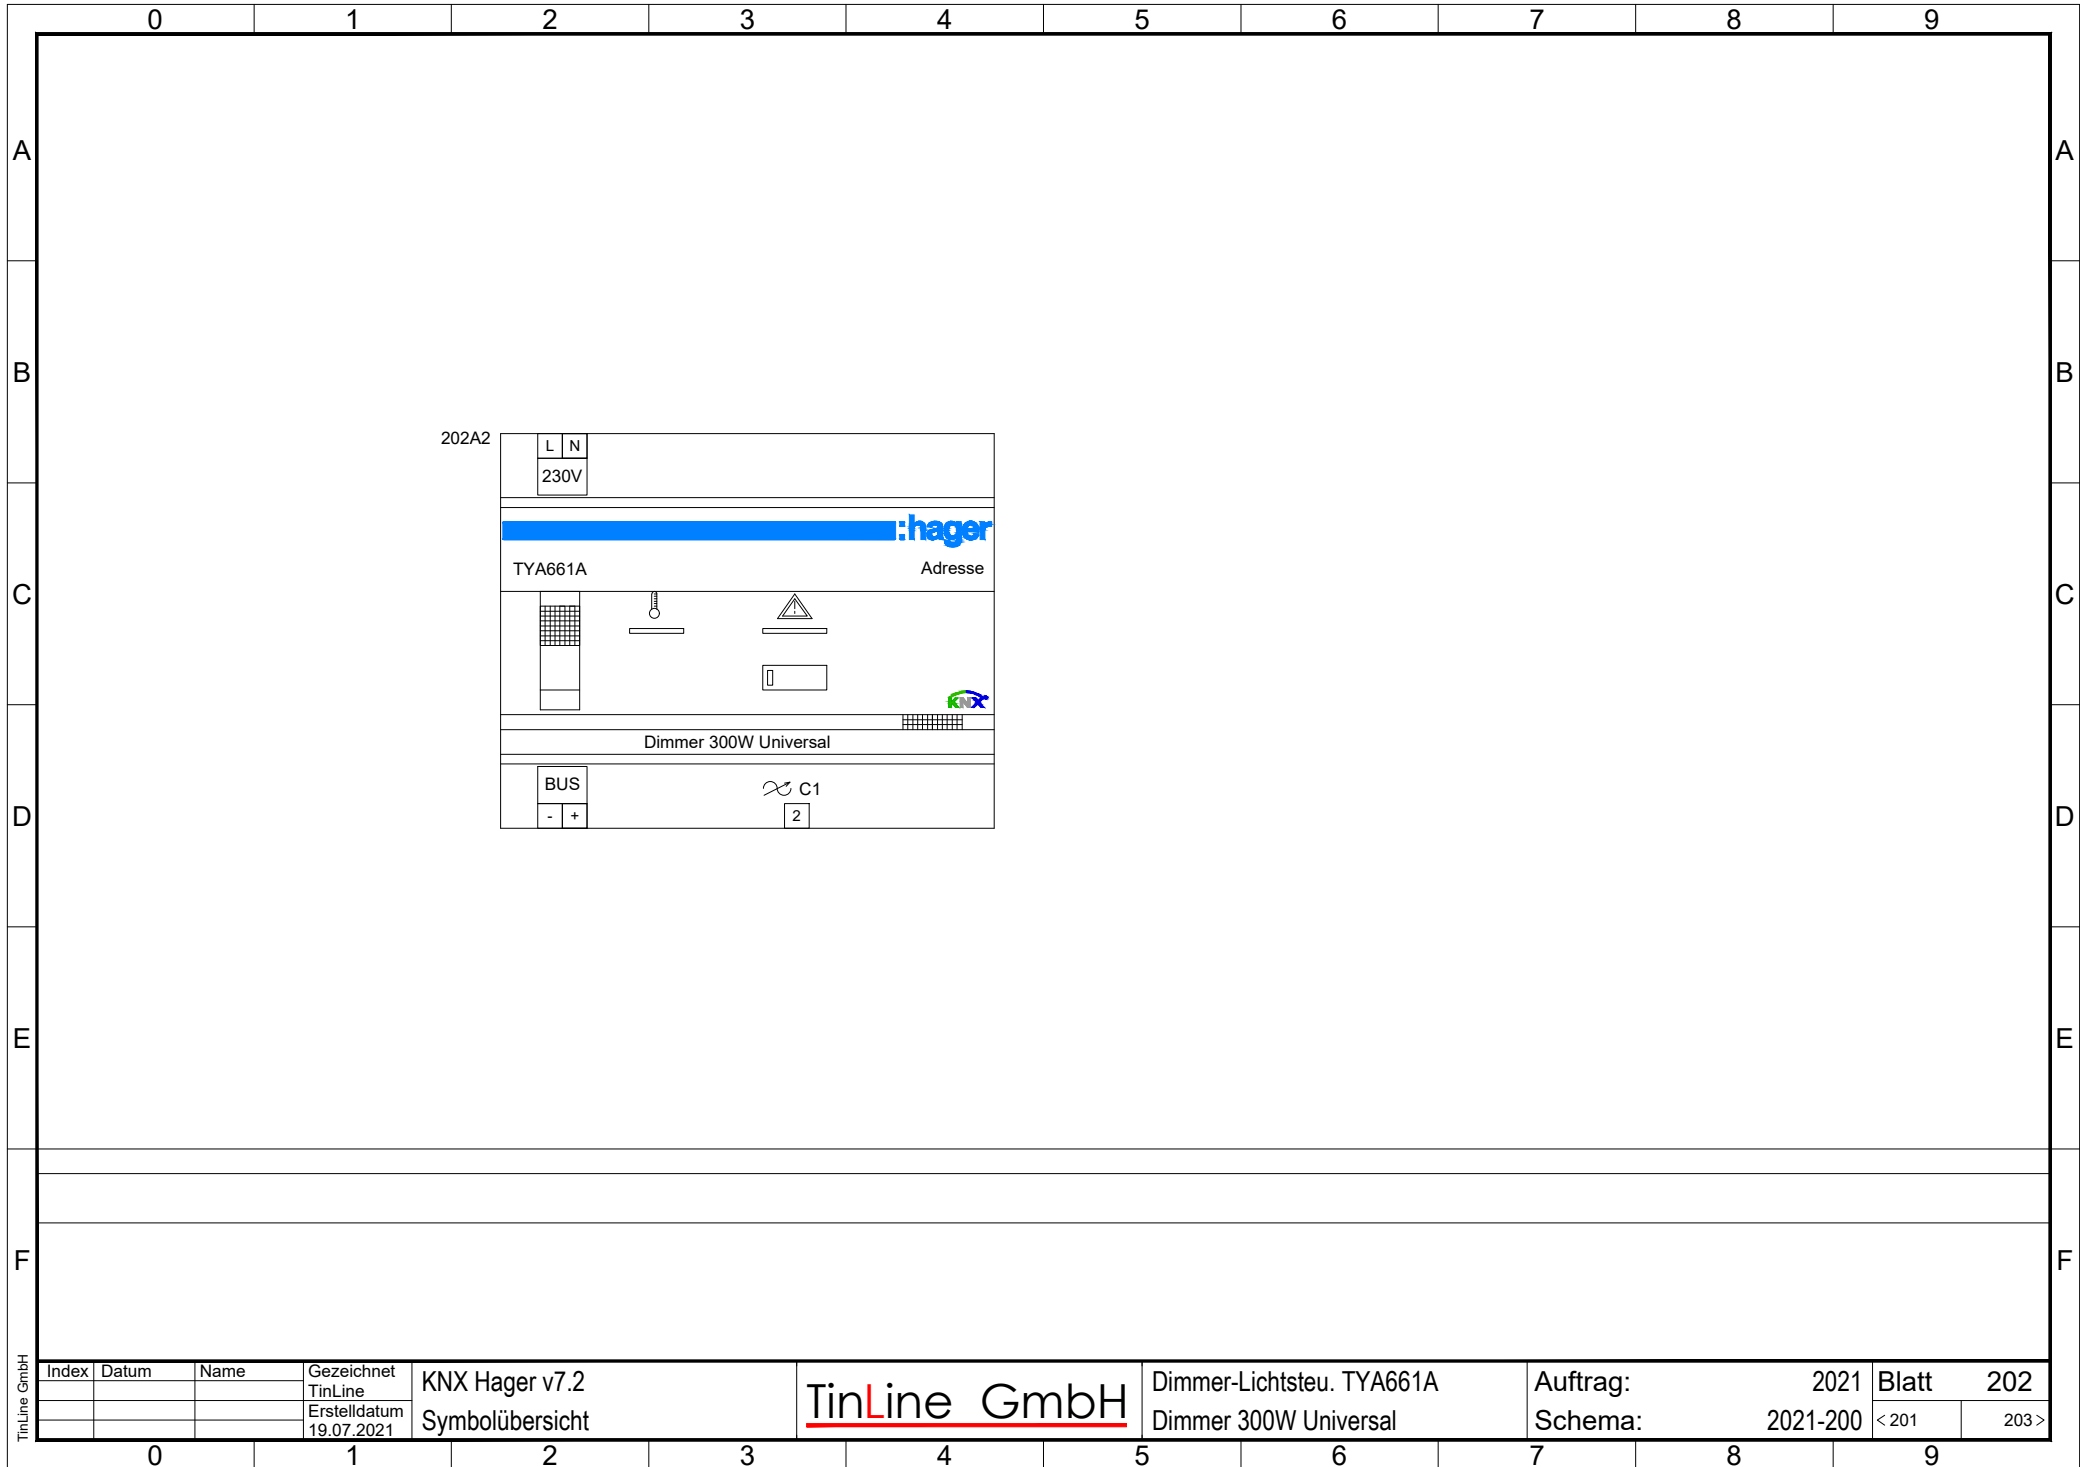 0 1 2 3 4 5 6 7 8 9
A A
B B
202A2
L N
230V
:hager
TYA661A Adresse
C C
KNX
Dimmer 300W Universal
BUS C1
- + 2
D D
E E
F F
TinLine GmbH
Index Datum Name Gezeichnet
TinLine
Erstelldatum
19.07.2021
KNX Hager v7.2
Symbolübersicht
TinLine GmbH
Dimmer-Lichtsteu. TYA661A
Dimmer 300W Universal
Auftrag: 2021
Schema: 2021-200
Blatt 202
< 201 203 >
0 1 2 3 4 5 6 7 8 9